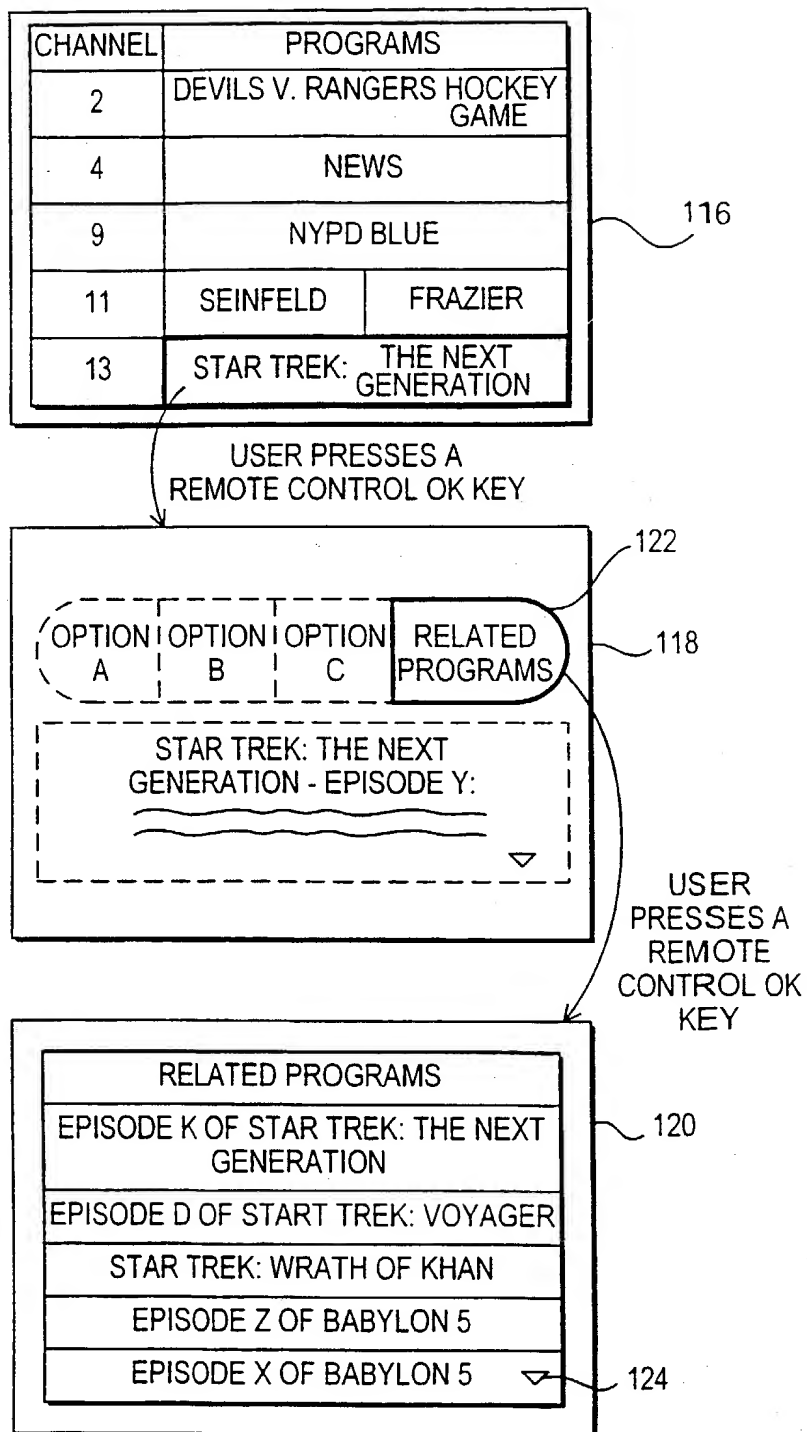 CHANNEL PROGRAMS
2 DEVILS V. RANGERS HOCKEY
GAME
4 NEWS
9 NYPD BLUE
116
11 SEINFELD FRAZIER
13 STAR TREK: THE NEXT
GENERATION
USER PRESSES A
REMOTE CONTROL OK KEY
122
118
OPTION OPTION OPTION RELATED
A B C PROGRAMS
STAR TREK: THE NEXT
GENERATION - EPISODE Y:
USER
PRESSES A
REMOTE
CONTROL OK
KEY
RELATED PROGRAMS
120
EPISODE K OF STAR TREK: THE NEXT
GENERATION
EPISODE D OF START TREK: VOYAGER
STAR TREK: WRATH OF KHAN
EPISODE Z OF BABYLON 5
EPISODE X OF BABYLON 5
124